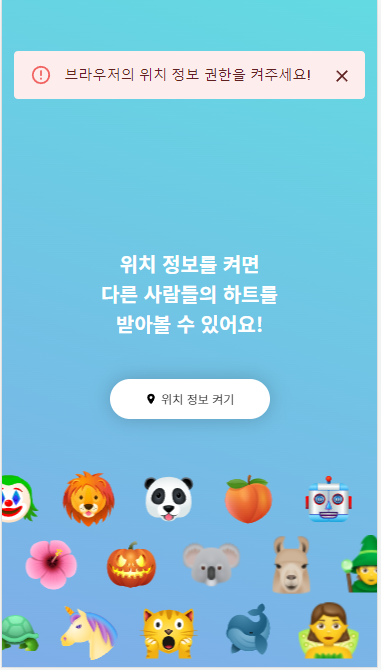 브라우저의 위치 정보 권한을 켜주세요!
위치 정보를 켜면
다른 사람들의 하트를
받아볼 수 있어요!
위치 정보 켜기